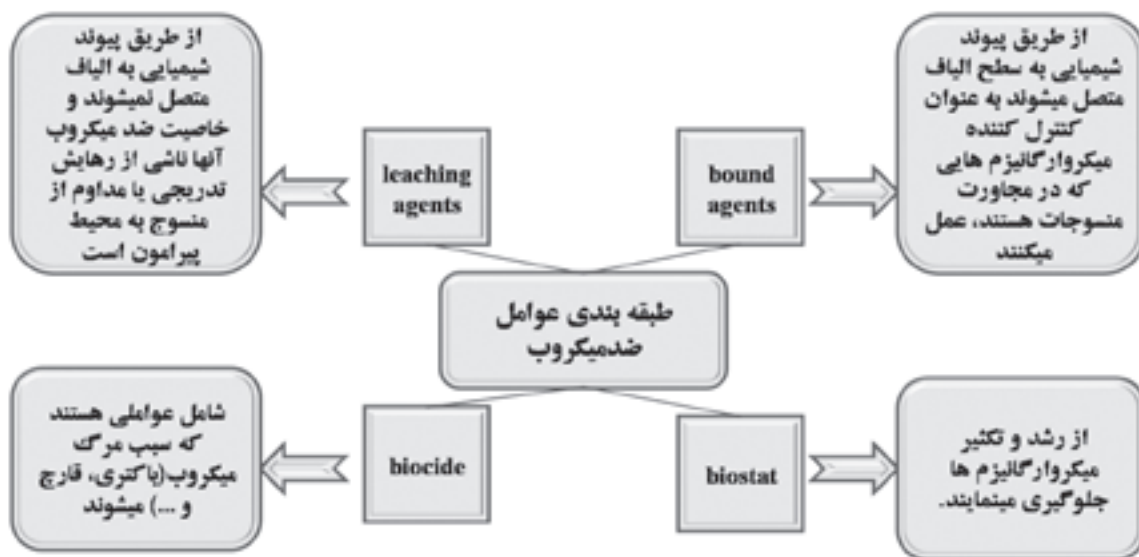 از طریق پیوند
شیمیایی به سطح الیاف
متصل میشوند به عنوان
کنترل کننده
میکروارگانیزم هایی
که در مجاورت
منسوجات هستند، عمل
میکنند
bound
agents
leaching
agents
از طریق پیوند
شیمیایی به الیاف
متصل نمیشوند و
خاصیت ضد میکروب
آنها ناشی از رهایش
تدریجی یا مداوم از
منسوج به محیط
پیرامون است
طبقه بندی عوامل
ضدمیکروب
از رشد و تکثیر
میکروارگانیزم ها
جلوگیری مینمایند.
biostat
biocide
شامل عواملی هستند
که سبب مرگ
میکروب(باکتری، قارچ
و ...) میشوند